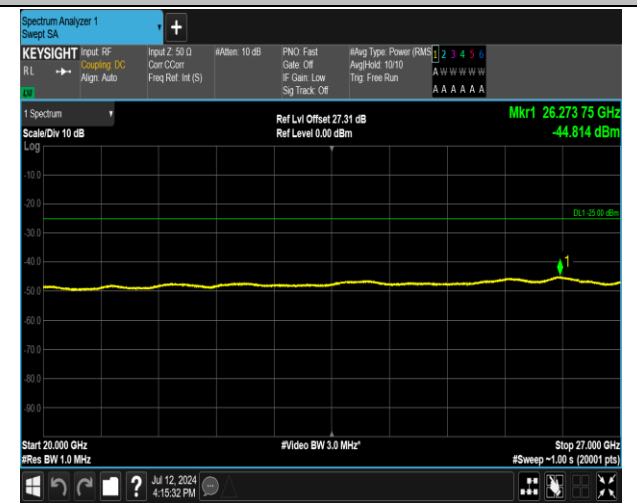 Spectrum Analyzer 1
Swept SA
+
KEYSIGHT
RL
LW
Input: RF
Coupling: DC
Align: Auto
Input Z: 50 Ω
Corr CCorr
Freq Ref: Int (S)
#Atten: 10 dB
PNO: Fast
Gate: Off
IF Gain: Low
Sig Track: Off
#Avg Type: Power (RMS
Avg|Hold: 10/10
Trig: Free Run
1 2 3 4 5 6
A W W W W W
A A A A A A
1 Spectrum
Scale/Div 10 dB
Ref Lvl Offset 27.31 dB
Ref Level 0.00 dBm
Mkr1 26.273 75 GHz
-44.814 dBm
Log
-10.0
-20.0
DL1 -25.00 dBm
-30.0
-40.0
1
-50.0
-60.0
-70.0
-80.0
-90.0
Start 20.000 GHz
#Res BW 1.0 MHz
#Video BW 3.0 MHz*
Stop 27.000 GHz
#Sweep ~1.00 s (20001 pts)
?
Jul 12, 2024
4:15:32 PM